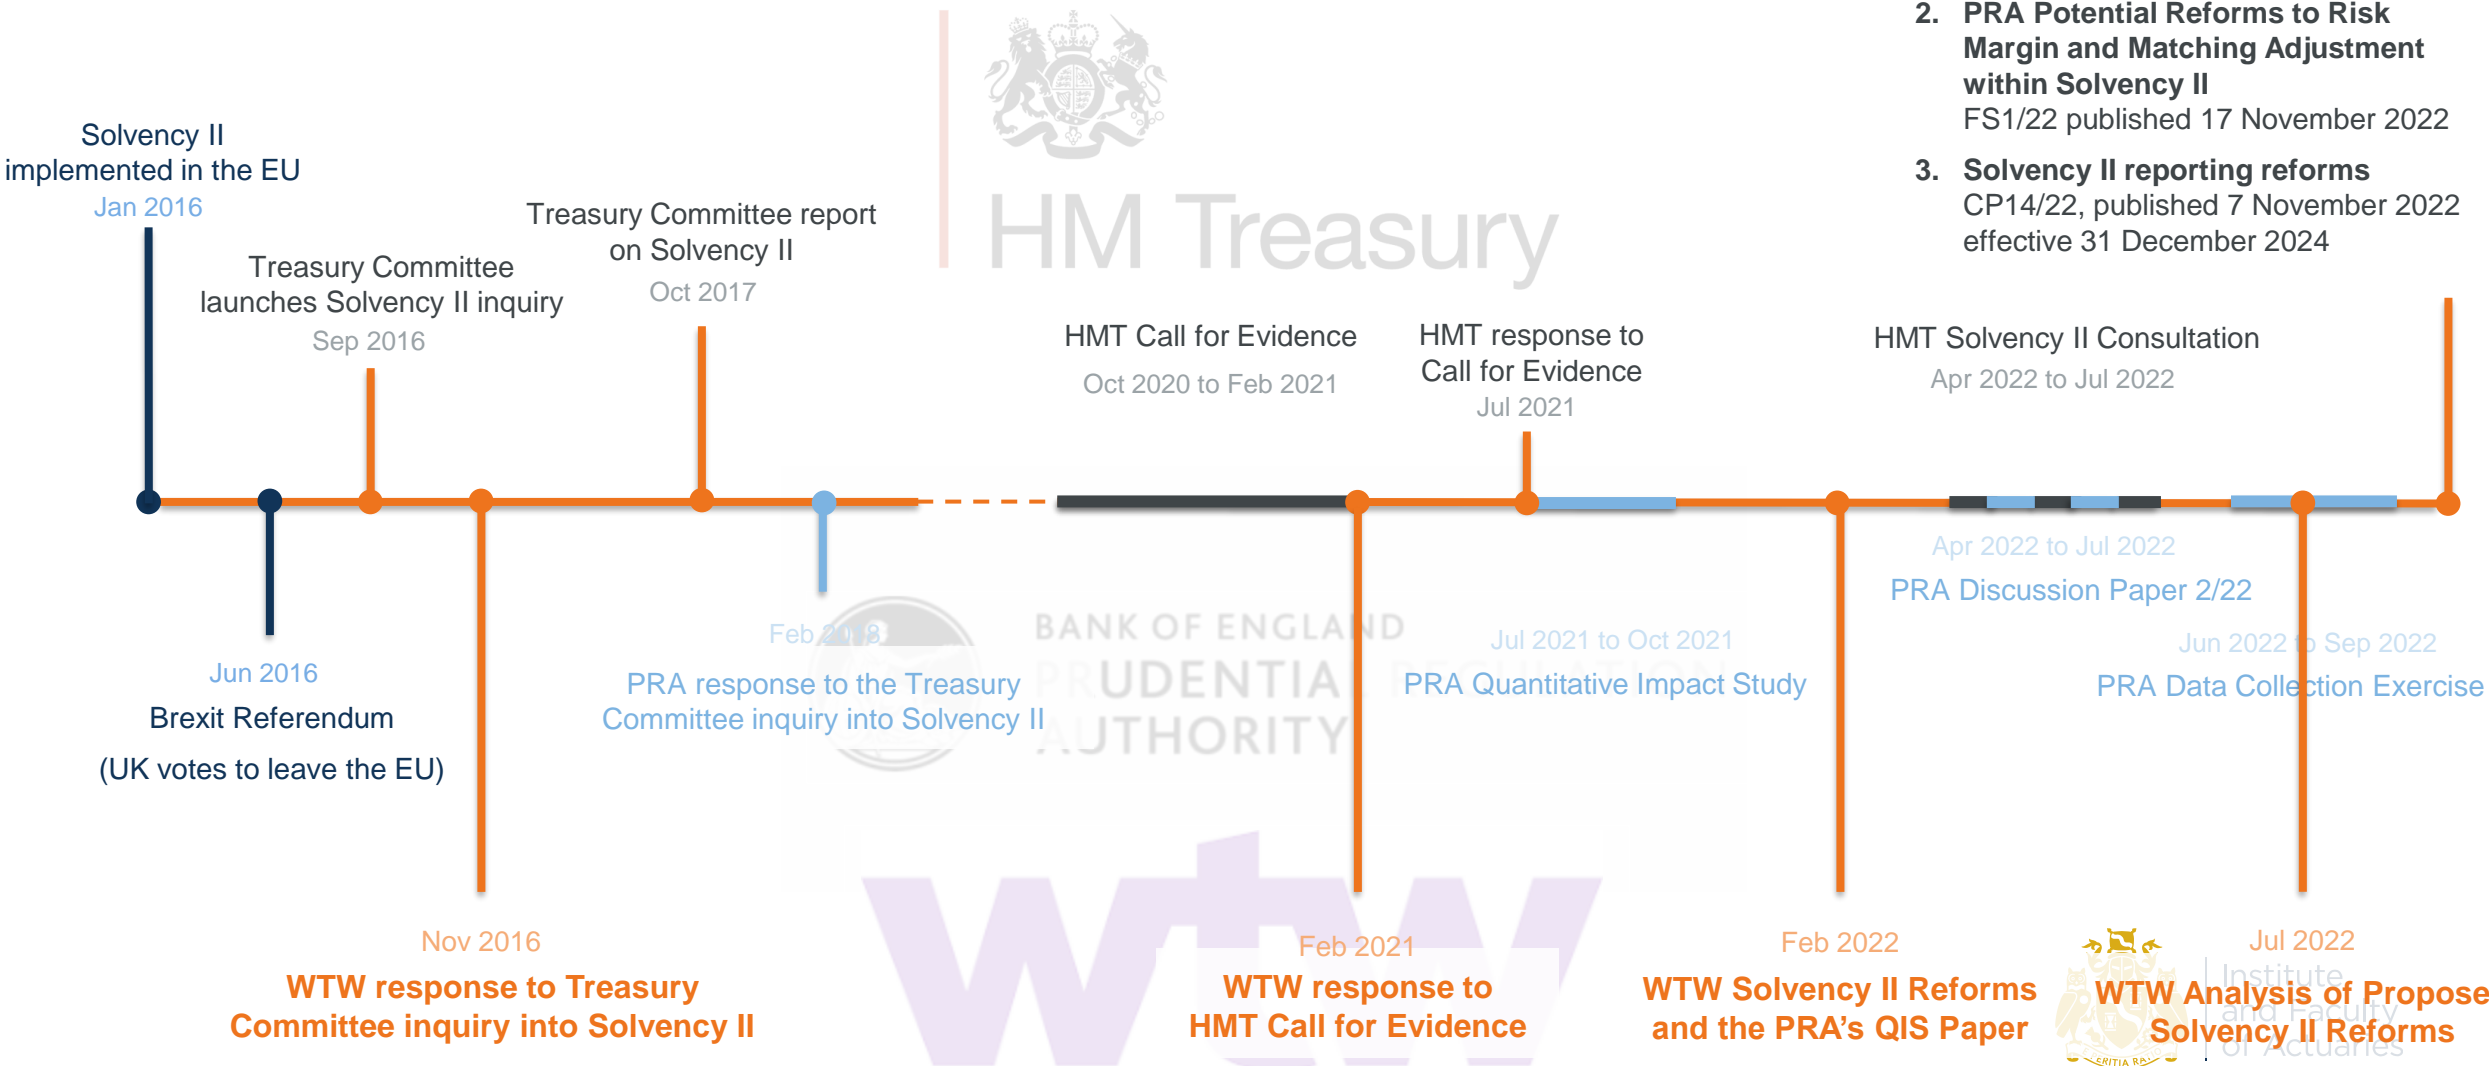 2. PRA Potential Reforms to Risk
Margin and Matching Adjustment
within Solvency II
FS1/22 published 17 November 2022
3. Solvency II reporting reforms
CP14/22, published 7 November 2022
effective 31 December 2024
HM Treasury
Solvency II
implemented in the EU
Jan 2016
Treasury Committee
launches Solvency II inquiry
Sep 2016
Treasury Committee report
on Solvency II
Oct 2017
HMT Call for Evidence
Oct 2020 to Feb 2021
HMT response to
Call for Evidence
Jul 2021
HMT Solvency II Consultation
Apr 2022 to Jul 2022
Jun 2016
Brexit Referendum
(UK votes to leave the EU)
Feb 2018
PRA response to the Treasury
Committee inquiry into Solvency II
BANK OF ENGLAND
PRUDENTIAL REGULATION
AUTHORITY
Jul 2021 to Oct 2021
PRA Quantitative Impact Study
Apr 2022 to Jul 2022
PRA Discussion Paper 2/22
Jun 2022 to Sep 2022
PRA Data Collection Exercise
wtw
Nov 2016
WTW response to Treasury
Committee inquiry into Solvency II
Feb 2021
WTW response to
HMT Call for Evidence
Feb 2022
WTW Solvency II Reforms
and the PRA's QIS Paper
Jul 2022
WTW Analysis of Propose
Solvency II Reforms
Institute
and Faculty
of Actuaries